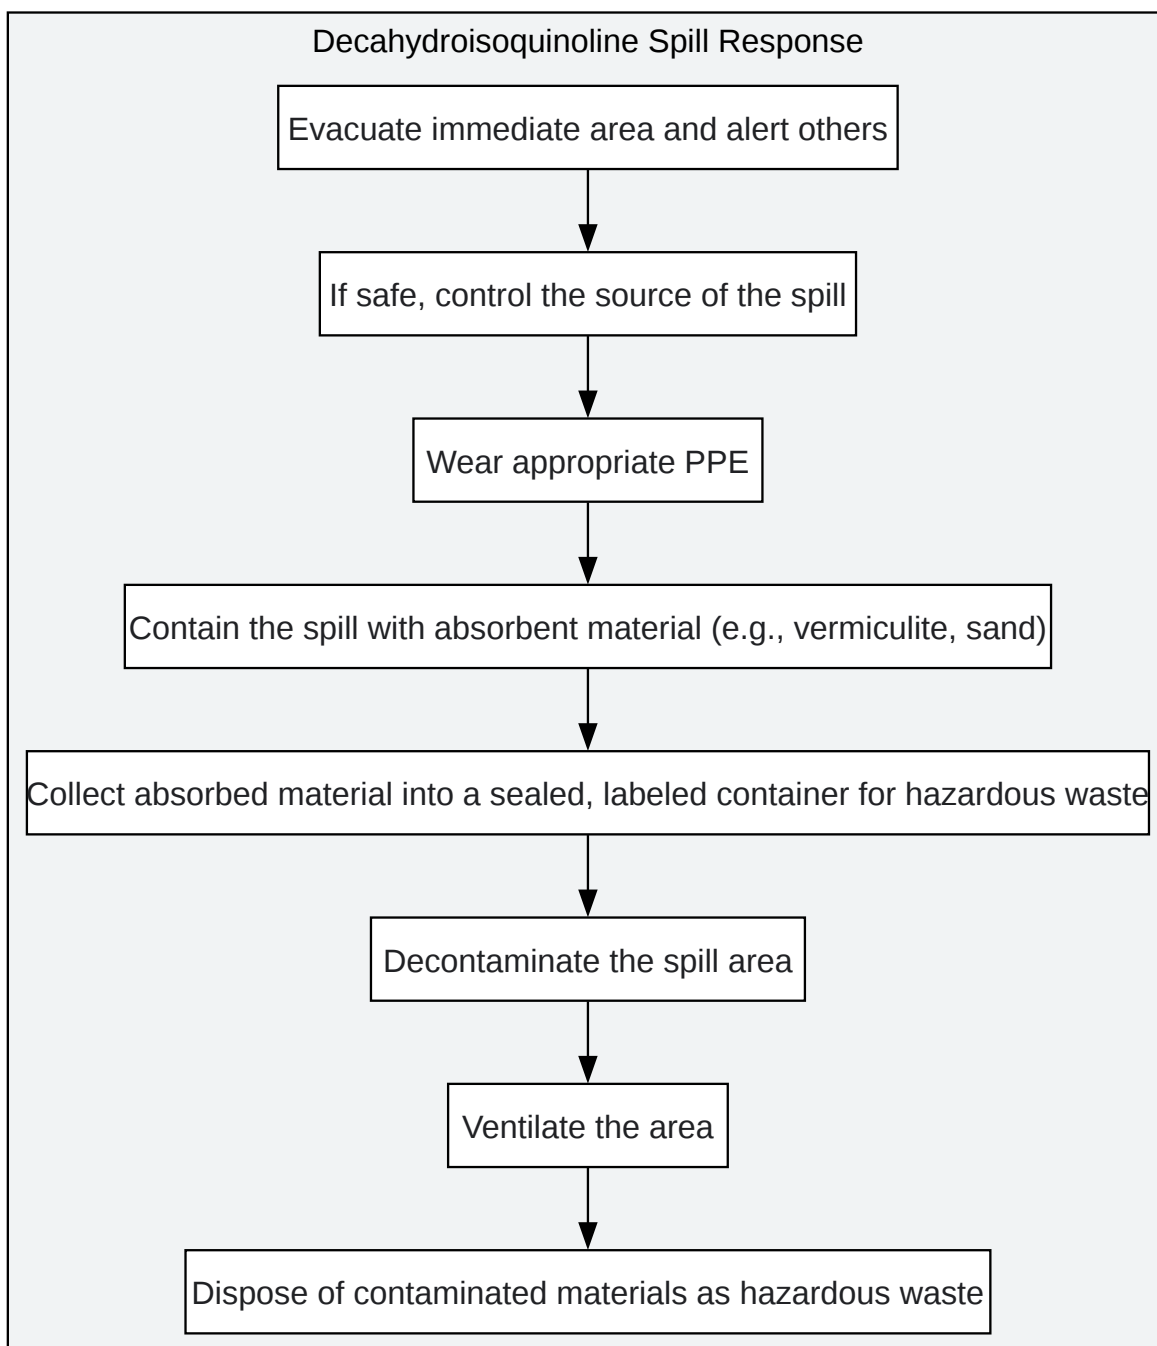 Decahydroisoquinoline Spill Response
Evacuate immediate area and alert others
If safe, control the source of the spill
Wear appropriate PPE
Contain the spill with absorbent material (e.g., vermiculite, sand)
Collect absorbed material into a sealed, labeled container for hazardous waste
Decontaminate the spill area
Ventilate the area
Dispose of contaminated materials as hazardous waste